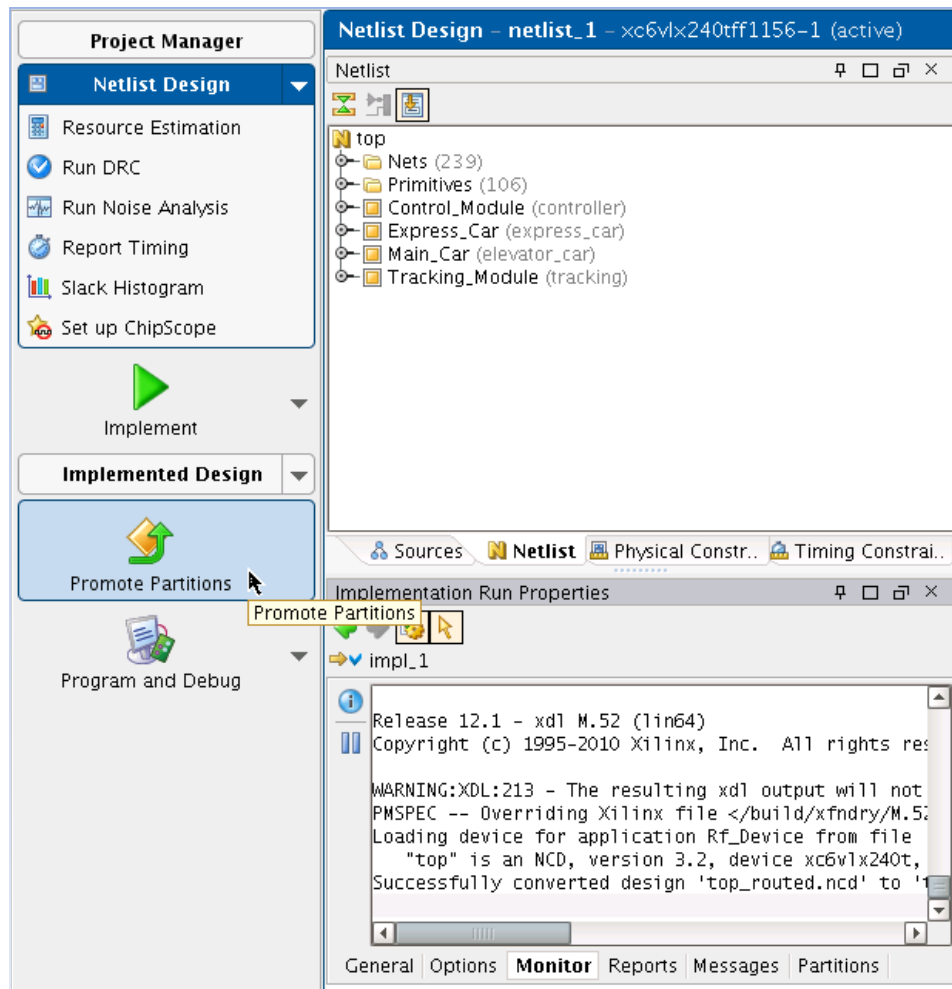 Project Manager
Netlist Design
Resource Estimation
Run DRC
Run Noise Analysis
Report Timing
Slack Histogram
Set up ChipScope
Implement
Implemented Design
Promote Partitions
Promote Partitions
Program and Debug
Netlist Design - netlist_1 - xc6vlx240tff1156-1 (active)
Netlist
top
Nets (239)
Primitives (106)
Control_Module (controller)
Express_Car (express_car)
Main_Car (elevator_car)
Tracking_Module (tracking)
Sources Netlist Physical Constr.. Timing Constrai..
Implementation Run Properties
impl_1
Release 12.1 - xdl M.52 (lin64)
Copyright (c) 1995-2010 Xilinx, Inc. All rights res
WARNING:XDL:213 - The resulting xdl output will not
PMSPEC -- Overriding Xilinx file </build/xfndry/M.52
Loading device for application Rf_Device from file
"top" is an NCD, version 3.2, device xc6vlx240t,
Successfully converted design 'top_routed.ncd' to '
General Options Monitor Reports Messages Partitions